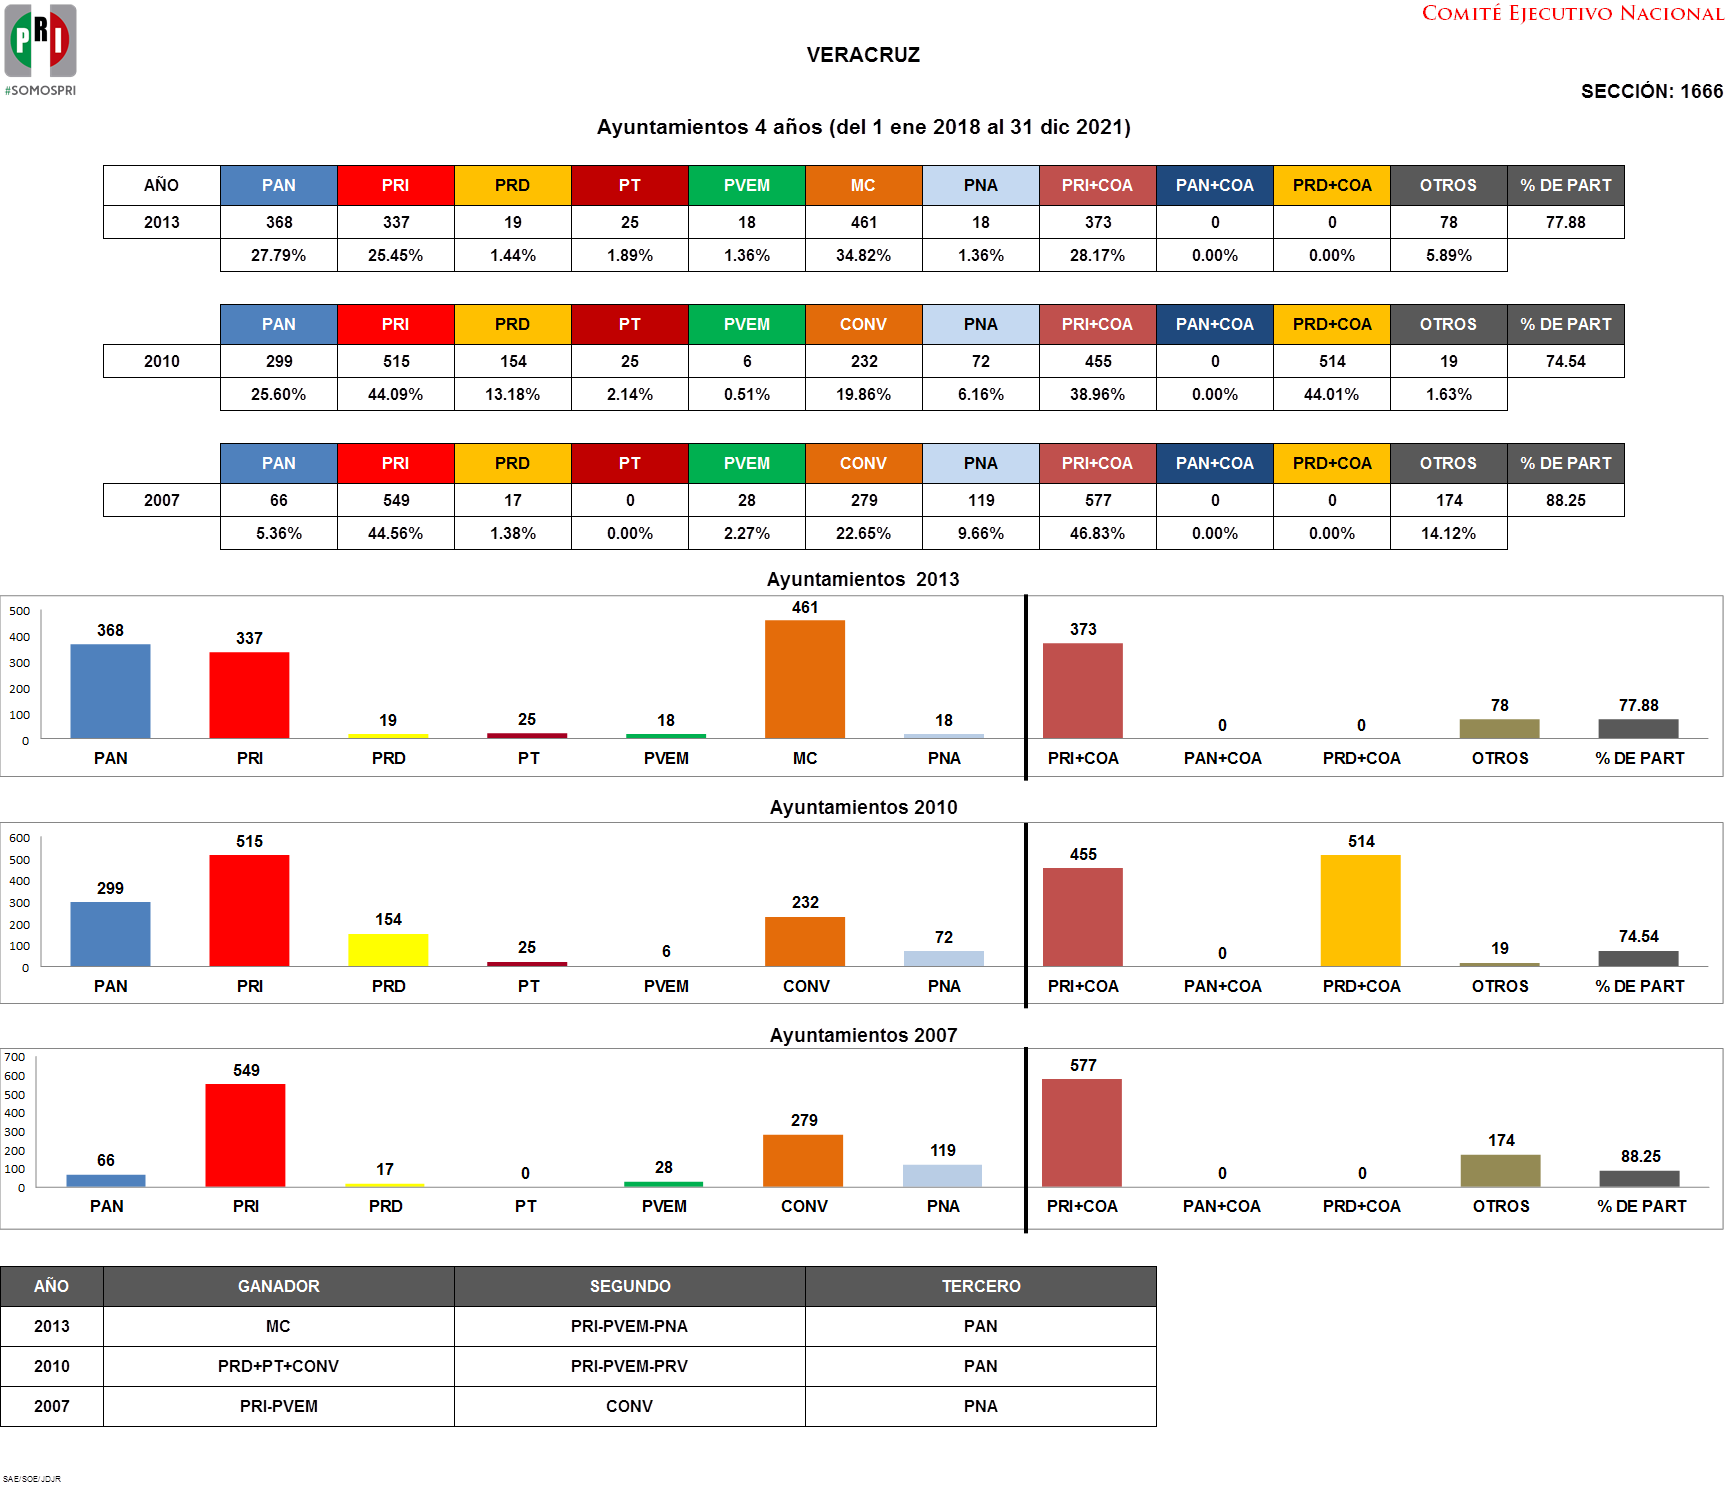 COMITÉ EJECUTIVO NACIONAL
PRI
#SOMOSPRI
VERACRUZ
SECCIÓN: 1666
Ayuntamientos 4 años (del 1 ene 2018 al 31 dic 2021)
AÑO PAN PRI PRD PT PVEM MC PNA PRI+COA PAN+COA PRD+COA OTROS % DE PART
2013 368 337 19 25 18 461 18 373 0 0 78 77.88
27.79% 25.45% 1.44% 1.89% 1.36% 34.82% 1.36% 28.17% 0.00% 0.00% 5.89%
PAN PRI PRD PT PVEM CONV PNA PRI+COA PAN+COA PRD+COA OTROS % DE PART
2010 299 515 154 25 6 232 72 455 0 514 19 74.54
25.60% 44.09% 13.18% 2.14% 0.51% 19.86% 6.16% 38.96% 0.00% 44.01% 1.63%
PAN PRI PRD PT PVEM CONV PNA PRI+COA PAN+COA PRD+COA OTROS % DE PART
2007 66 549 17 0 28 279 119 577 0 0 174 88.25
5.36% 44.56% 1.38% 0.00% 2.27% 22.65% 9.66% 46.83% 0.00% 0.00% 14.12%
Ayuntamientos 2013
500
400
300
200
100
0
368 337 19 25 18 461 18 373 0 0 78 77.88
PAN PRI PRD PT PVEM MC PNA PRI+COA PAN+COA PRD+COA OTROS % DE PART
Ayuntamientos 2010
600
500
400
300
200
100
0
299 515 154 25 6 232 72 455 0 514 19 74.54
PAN PRI PRD PT PVEM CONV PNA PRI+COA PAN+COA PRD+COA OTROS % DE PART
Ayuntamientos 2007
700
600
500
400
300
200
100
0
66 549 17 0 28 279 119 577 0 0 174 88.25
PAN PRI PRD PT PVEM CONV PNA PRI+COA PAN+COA PRD+COA OTROS % DE PART
AÑO GANADOR SEGUNDO TERCERO
2013 MC PRI-PVEM-PNA PAN
2010 PRD+PT+CONV PRI-PVEM-PRV PAN
2007 PRI-PVEM CONV PNA
SAE/SOE/JDJR